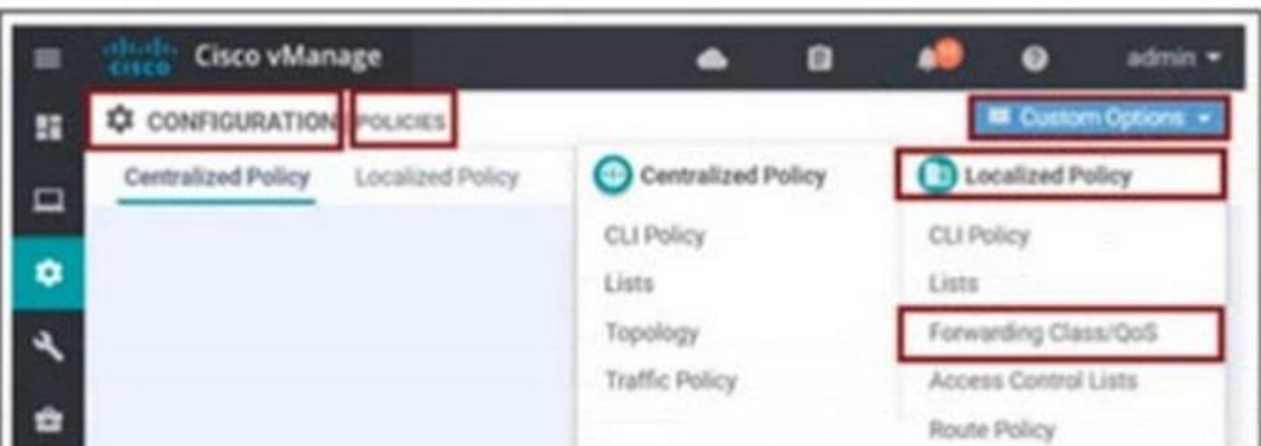 cisco Cisco vManage admin
CONFIGURATION POLICIES Custom Options
Centralized Policy Localized Policy
Centralized Policy
CLI Policy
Lists
Topology
Traffic Policy
Localized Policy
CLI Policy
Lists
Forwarding Class/QoS
Access Control Lists
Route Policy